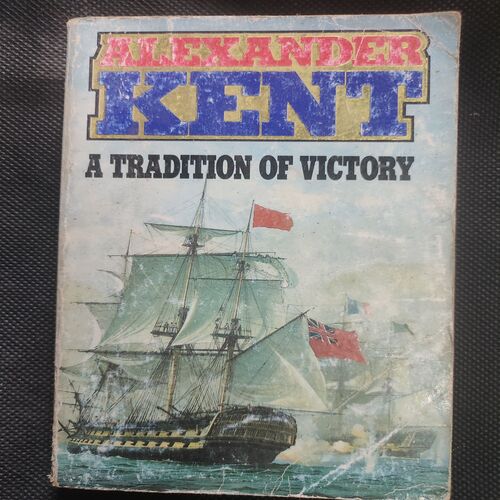 ALEXANDER
KENT
A TRADITION OF VICTORY